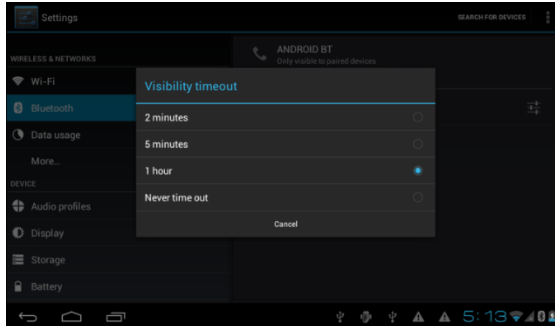 Settings
SEARCH FOR DEVICES
WIRELESS & NETWORKS
Wi-Fi
Bluetooth
Data usage
More...
DEVICE
Audio profiles
Display
Storage
Battery
ANDROID BT
Only visible to paired devices
Visibility timeout
2 minutes
5 minutes
1 hour
Never time out
Cancel
5:13